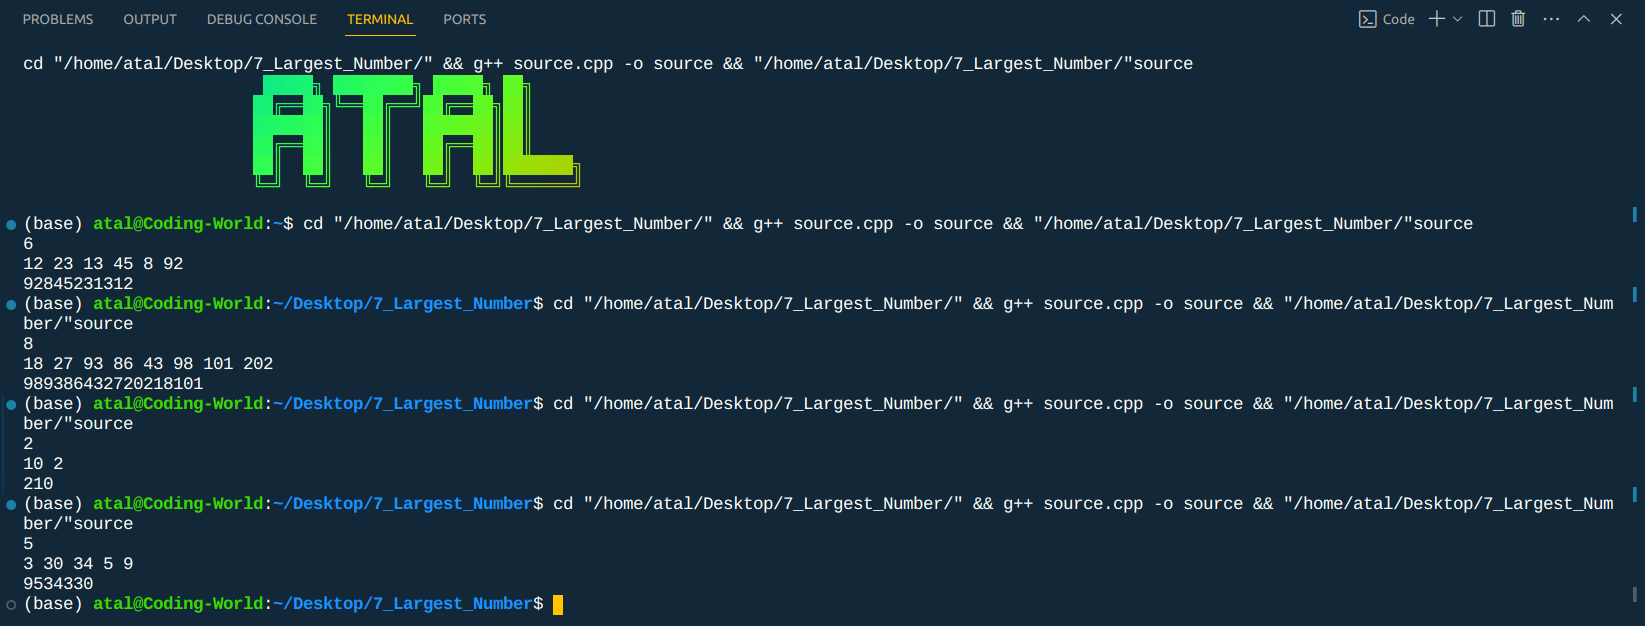 PROBLEMS OUTPUT DEBUG CONSOLE TERMINAL PORTS Code
cd "/home/atal/Desktop/7_Largest_Number/" && g++ source.cpp -o source && "/home/atal/Desktop/7_Largest_Number/"source
ATAL
(base) atal@Coding-World:~$ cd "/home/atal/Desktop/7_Largest_Number/" && g++ source.cpp -o source && "/home/atal/Desktop/7_Largest_Number/"source
6
12 23 13 45 8 92
92845231312
(base) atal@Coding-World:~/Desktop/7_Largest_Number$ cd "/home/atal/Desktop/7_Largest_Number/" && g++ source.cpp -o source && "/home/atal/Desktop/7_Largest_Num
ber/"source
8
18 27 93 86 43 98 101 202
989386432720218101
(base) atal@Coding-World:~/Desktop/7_Largest_Number$ cd "/home/atal/Desktop/7_Largest_Number/" && g++ source.cpp -o source && "/home/atal/Desktop/7_Largest_Num
ber/"source
2
10 2
210
(base) atal@Coding-World:~/Desktop/7_Largest_Number$ cd "/home/atal/Desktop/7_Largest_Number/" && g++ source.cpp -o source && "/home/atal/Desktop/7_Largest_Num
ber/"source
5
3 30 34 5 9
9534330
(base) atal@Coding-World:~/Desktop/7_Largest_Number$